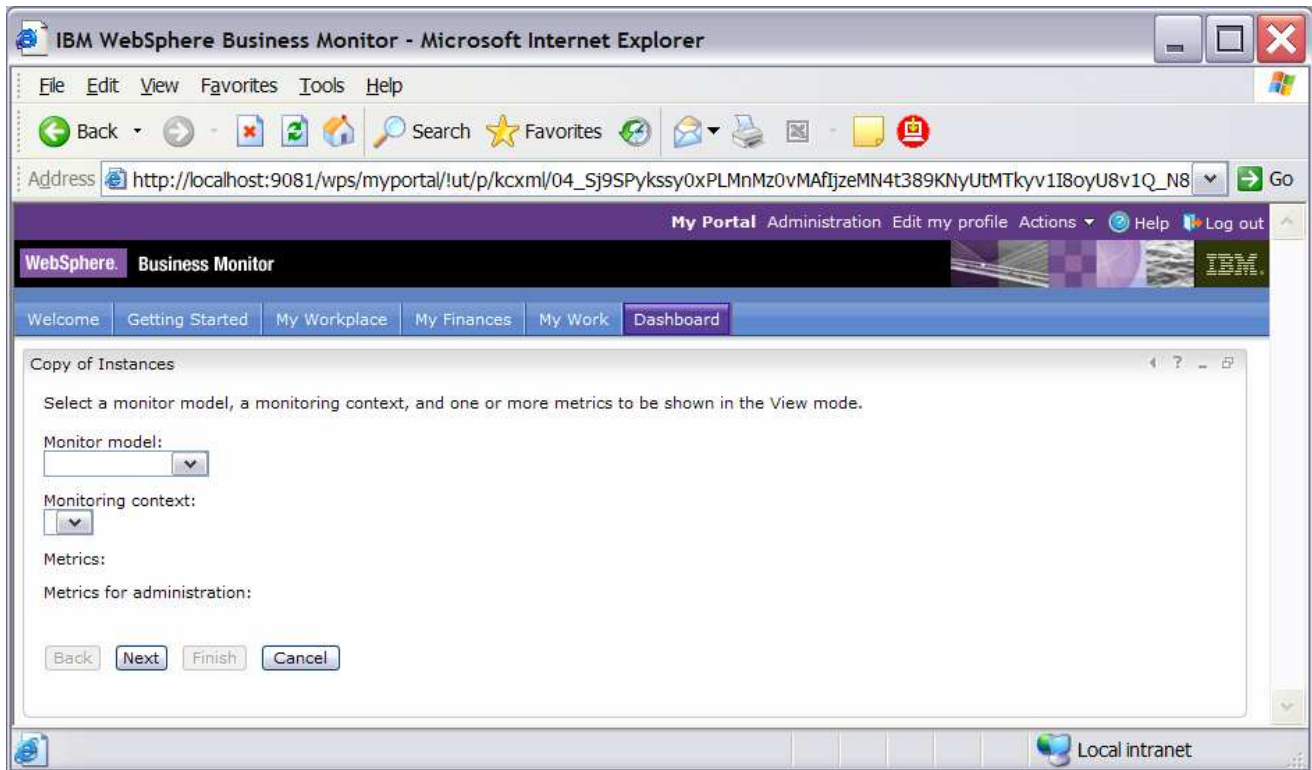 IBM WebSphere Business Monitor - Microsoft Internet Explorer
File Edit View Favorites Tools Help
Back Search Favorites
Address http://localhost:9081/wps/myportal/!ut/p/kcxml/04_Sj9SPykssy0xPLMnMz0vMAfIjzeMN4t389KNyUtMTkyv1I8oyU8v1Q_N8 Go
My Portal Administration Edit my profile Actions Help Log out
WebSphere. Business Monitor IBM.
Welcome Getting Started My Workplace My Finances My Work Dashboard
Copy of Instances ?
Select a monitor model, a monitoring context, and one or more metrics to be shown in the View mode.
Monitor model:
Monitoring context:
Metrics:
Metrics for administration:
Back Next Finish Cancel
Local intranet